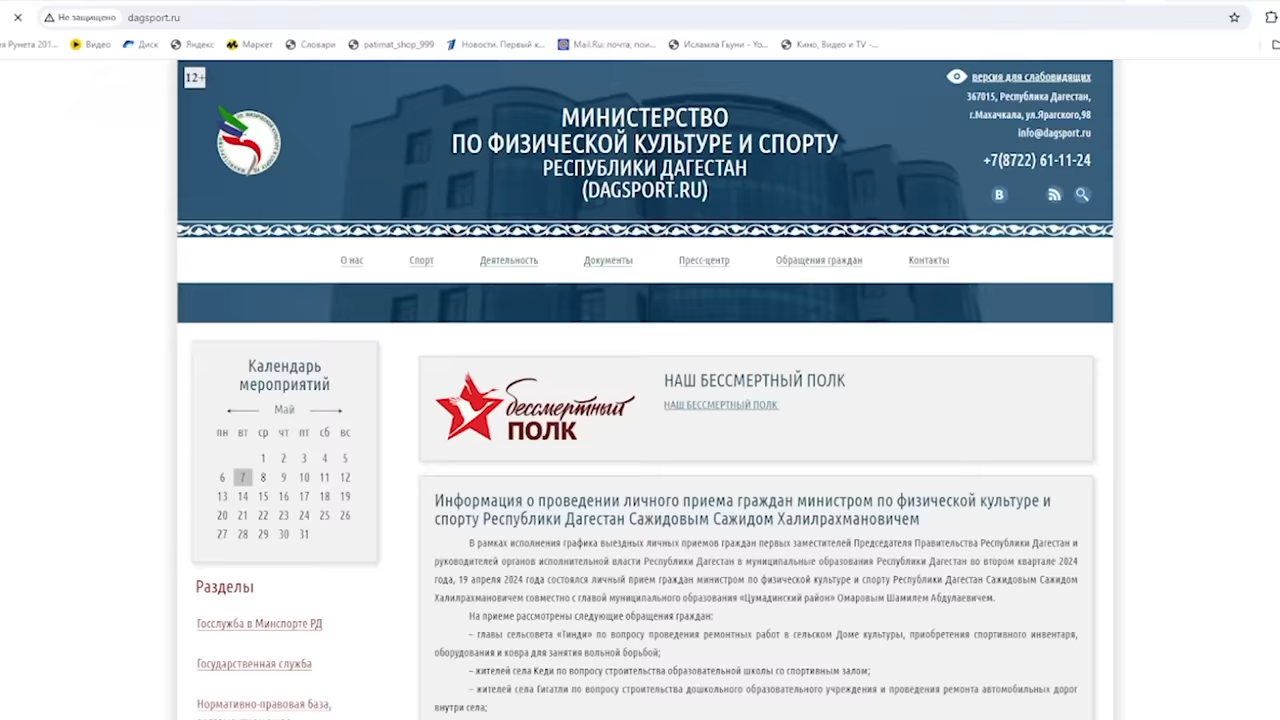 Не защищено dagsport.ru
я Рунета 201... Видео Диск Яндекс Маркет Словари patimat_shop_999 Новости. Первый к... Mail.Ru: почта, пои... Исламла Гьуни - Yo... Кино, Видео и TV -...
12+
версия для слабовидящих
367015, Республика Дагестан,
г.Махачкала, ул.Ярагского,98
info@dagsport.ru
+7(8722) 61-11-24
МИНИСТЕРСТВО
ПО ФИЗИЧЕСКОЙ КУЛЬТУРЕ И СПОРТУ
РЕСПУБЛИКИ ДАГЕСТАН
(DAGSPORT.RU)
О нас Спорт Деятельность Документы Пресс-центр Обращения граждан Контакты
Календарь
мероприятий
Май
пн вт ср чт пт сб вс
1 2 3 4 5
6 7 8 9 10 11 12
13 14 15 16 17 18 19
20 21 22 23 24 25 26
27 28 29 30 31
Разделы
Госслужба в Минспорте РД
Государственная служба
Нормативно-правовая база,
бессмертный
ПОЛК
НАШ БЕССМЕРТНЫЙ ПОЛК
НАШ БЕССМЕРТНЫЙ ПОЛК
Информация о проведении личного приема граждан министром по физической культуре и
спорту Республики Дагестан Сажидовым Сажидом Халилрахмановичем
В рамках исполнения графика выездных личных приемов граждан первых заместителей Председателя Правительства Республики Дагестан и
руководителей органов исполнительной власти Республики Дагестан в муниципальные образования Республики Дагестан во втором квартале 2024
года, 19 апреля 2024 года состоялся личный прием граждан министром по физической культуре и спорту Республики Дагестан Сажидовым Сажидом
Халилрахмановичем совместно с главой муниципального образования «Цумадинский район» Омаровым Шамилем Абдулаевичем.
На приеме рассмотрены следующие обращения граждан:
– главы сельсовета «Тинди» по вопросу проведения ремонтных работ в сельском Доме культуры, приобретения спортивного инвентаря,
оборудования и ковра для занятия вольной борьбой;
– жителей села Кеди по вопросу строительства образовательной школы со спортивным залом;
– жителей села Гигатли по вопросу строительства дошкольного образовательного учреждения и проведения ремонта автомобильных дорог
внутри села;